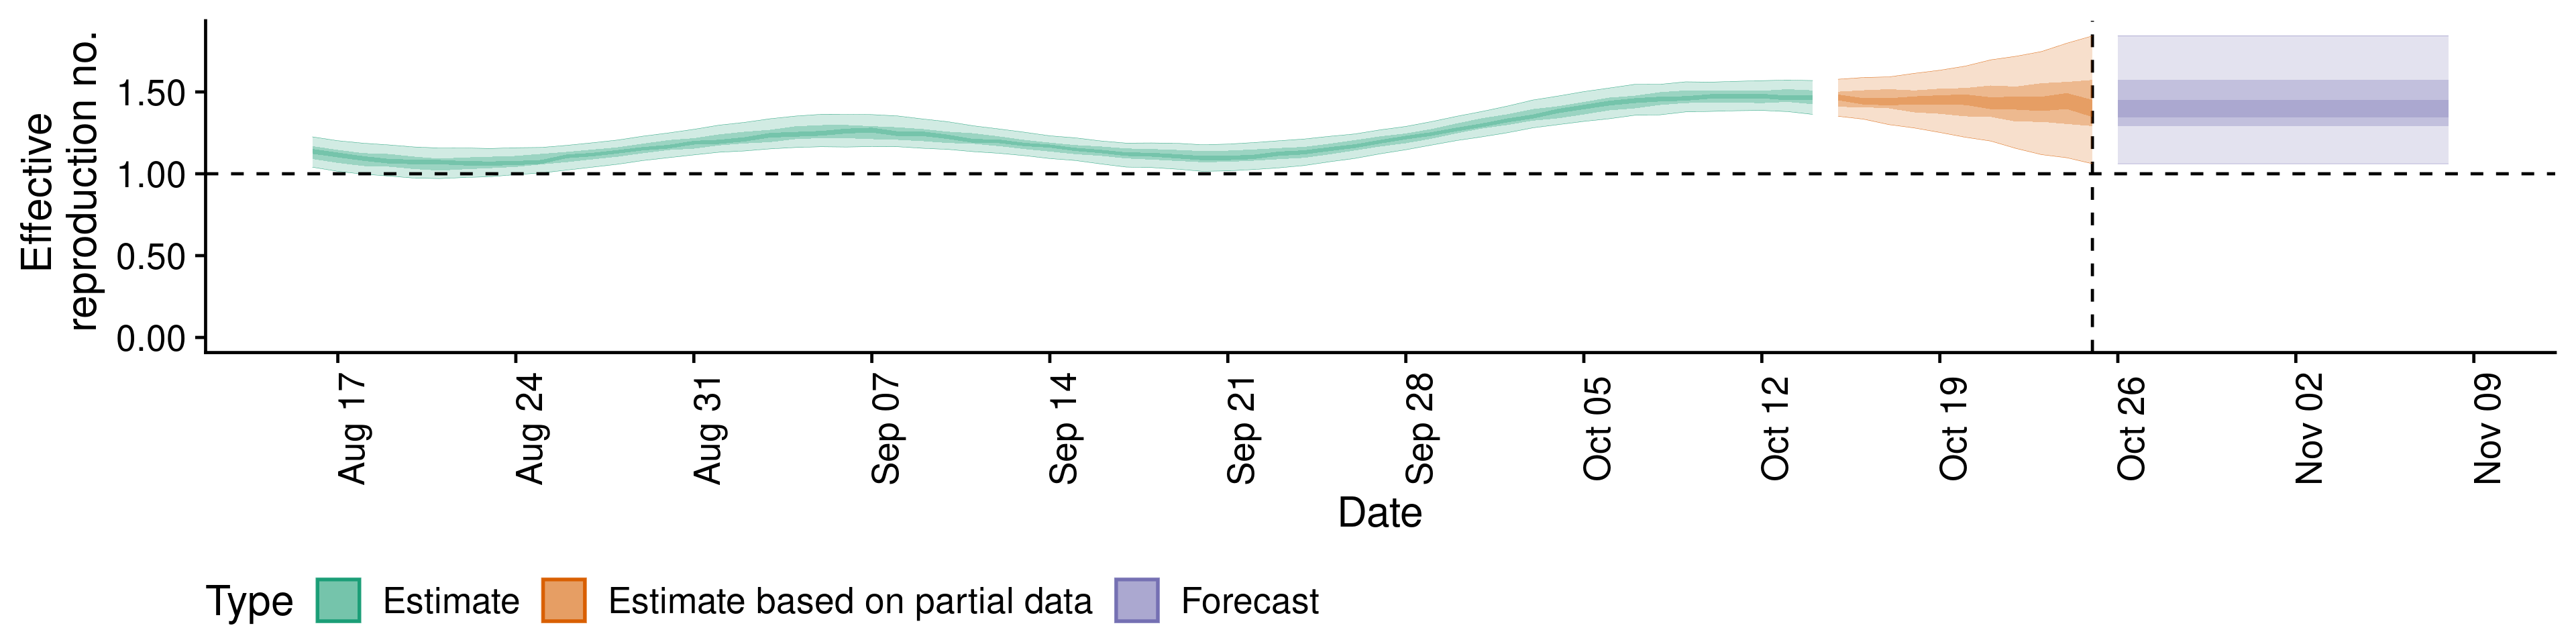 Effective
reproduction no.
1.50
1.00
0.50
0.00
Aug 17
Aug 24
Aug 31
Sep 07
Sep 14
Sep 21
Sep 28
Oct 05
Oct 12
Oct 19
Oct 26
Nov 02
Nov 09
Date
Type Estimate Estimate based on partial data Forecast